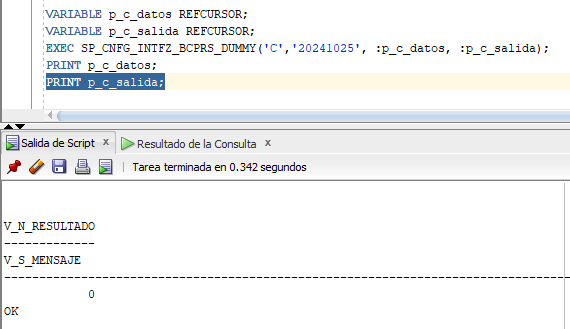 VARIABLE p_c_datos REFCURSOR;
VARIABLE p_c_salida REFCURSOR;
EXEC SP_CNFG_INTFZ_BCPRS_DUMMY('C','20241025', :p_c_datos, :p_c_salida);
PRINT p_c_datos;
PRINT p_c_salida;
Salida de Script x Resultado de la Consulta x
Tarea terminada en 0.342 segundos
V_N_RESULTADO
-------------
V_S_MENSAJE
--------------------------------------------------------------------------------
0
OK